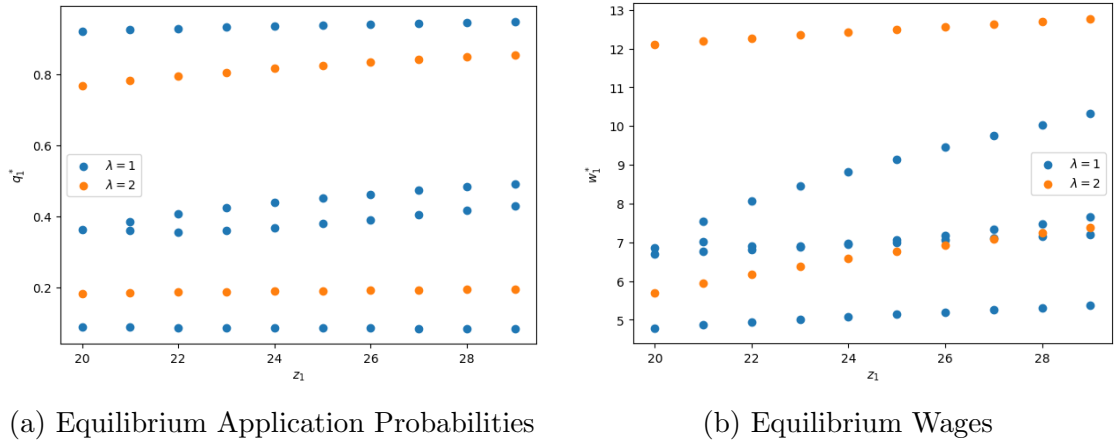 0.8
0.6
0.4
0.2
q₁*
λ = 1
λ = 2
20 22 24 26 28
z₁
(a) Equilibrium Application Probabilities
13
12
11
10
9
8
7
6
5
w₁*
λ = 1
λ = 2
20 22 24 26 28
z₁
(b) Equilibrium Wages